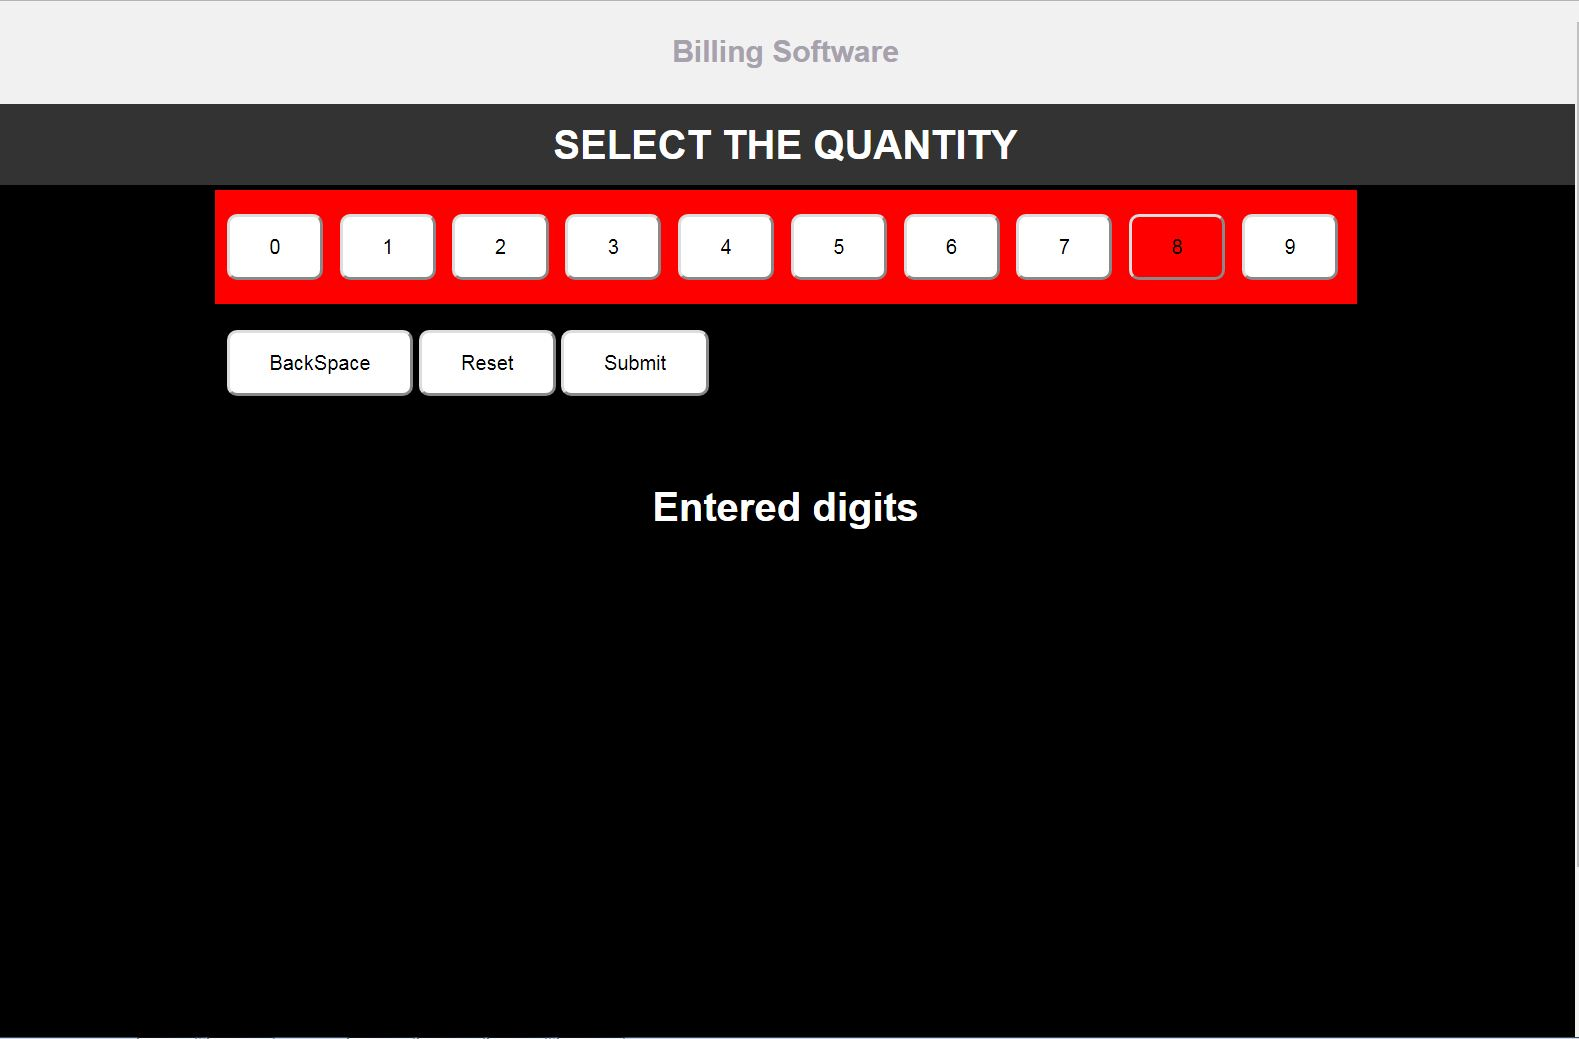 Billing Software
SELECT THE QUANTITY
0 1 2 3 4 5 6 7 8 9
BackSpace Reset Submit
Entered digits